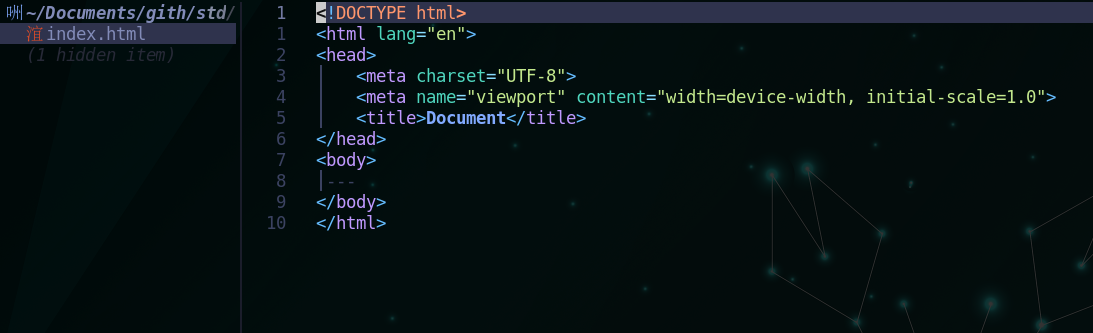 ~/Documents/gith/std/
index.html
(1 hidden item)
1 <!DOCTYPE html>
1 <html lang="en">
2 <head>
3 <meta charset="UTF-8">
4 <meta name="viewport" content="width=device-width, initial-scale=1.0">
5 <title>Document</title>
6 </head>
7 <body>
8 ---
9 </body>
10 </html>